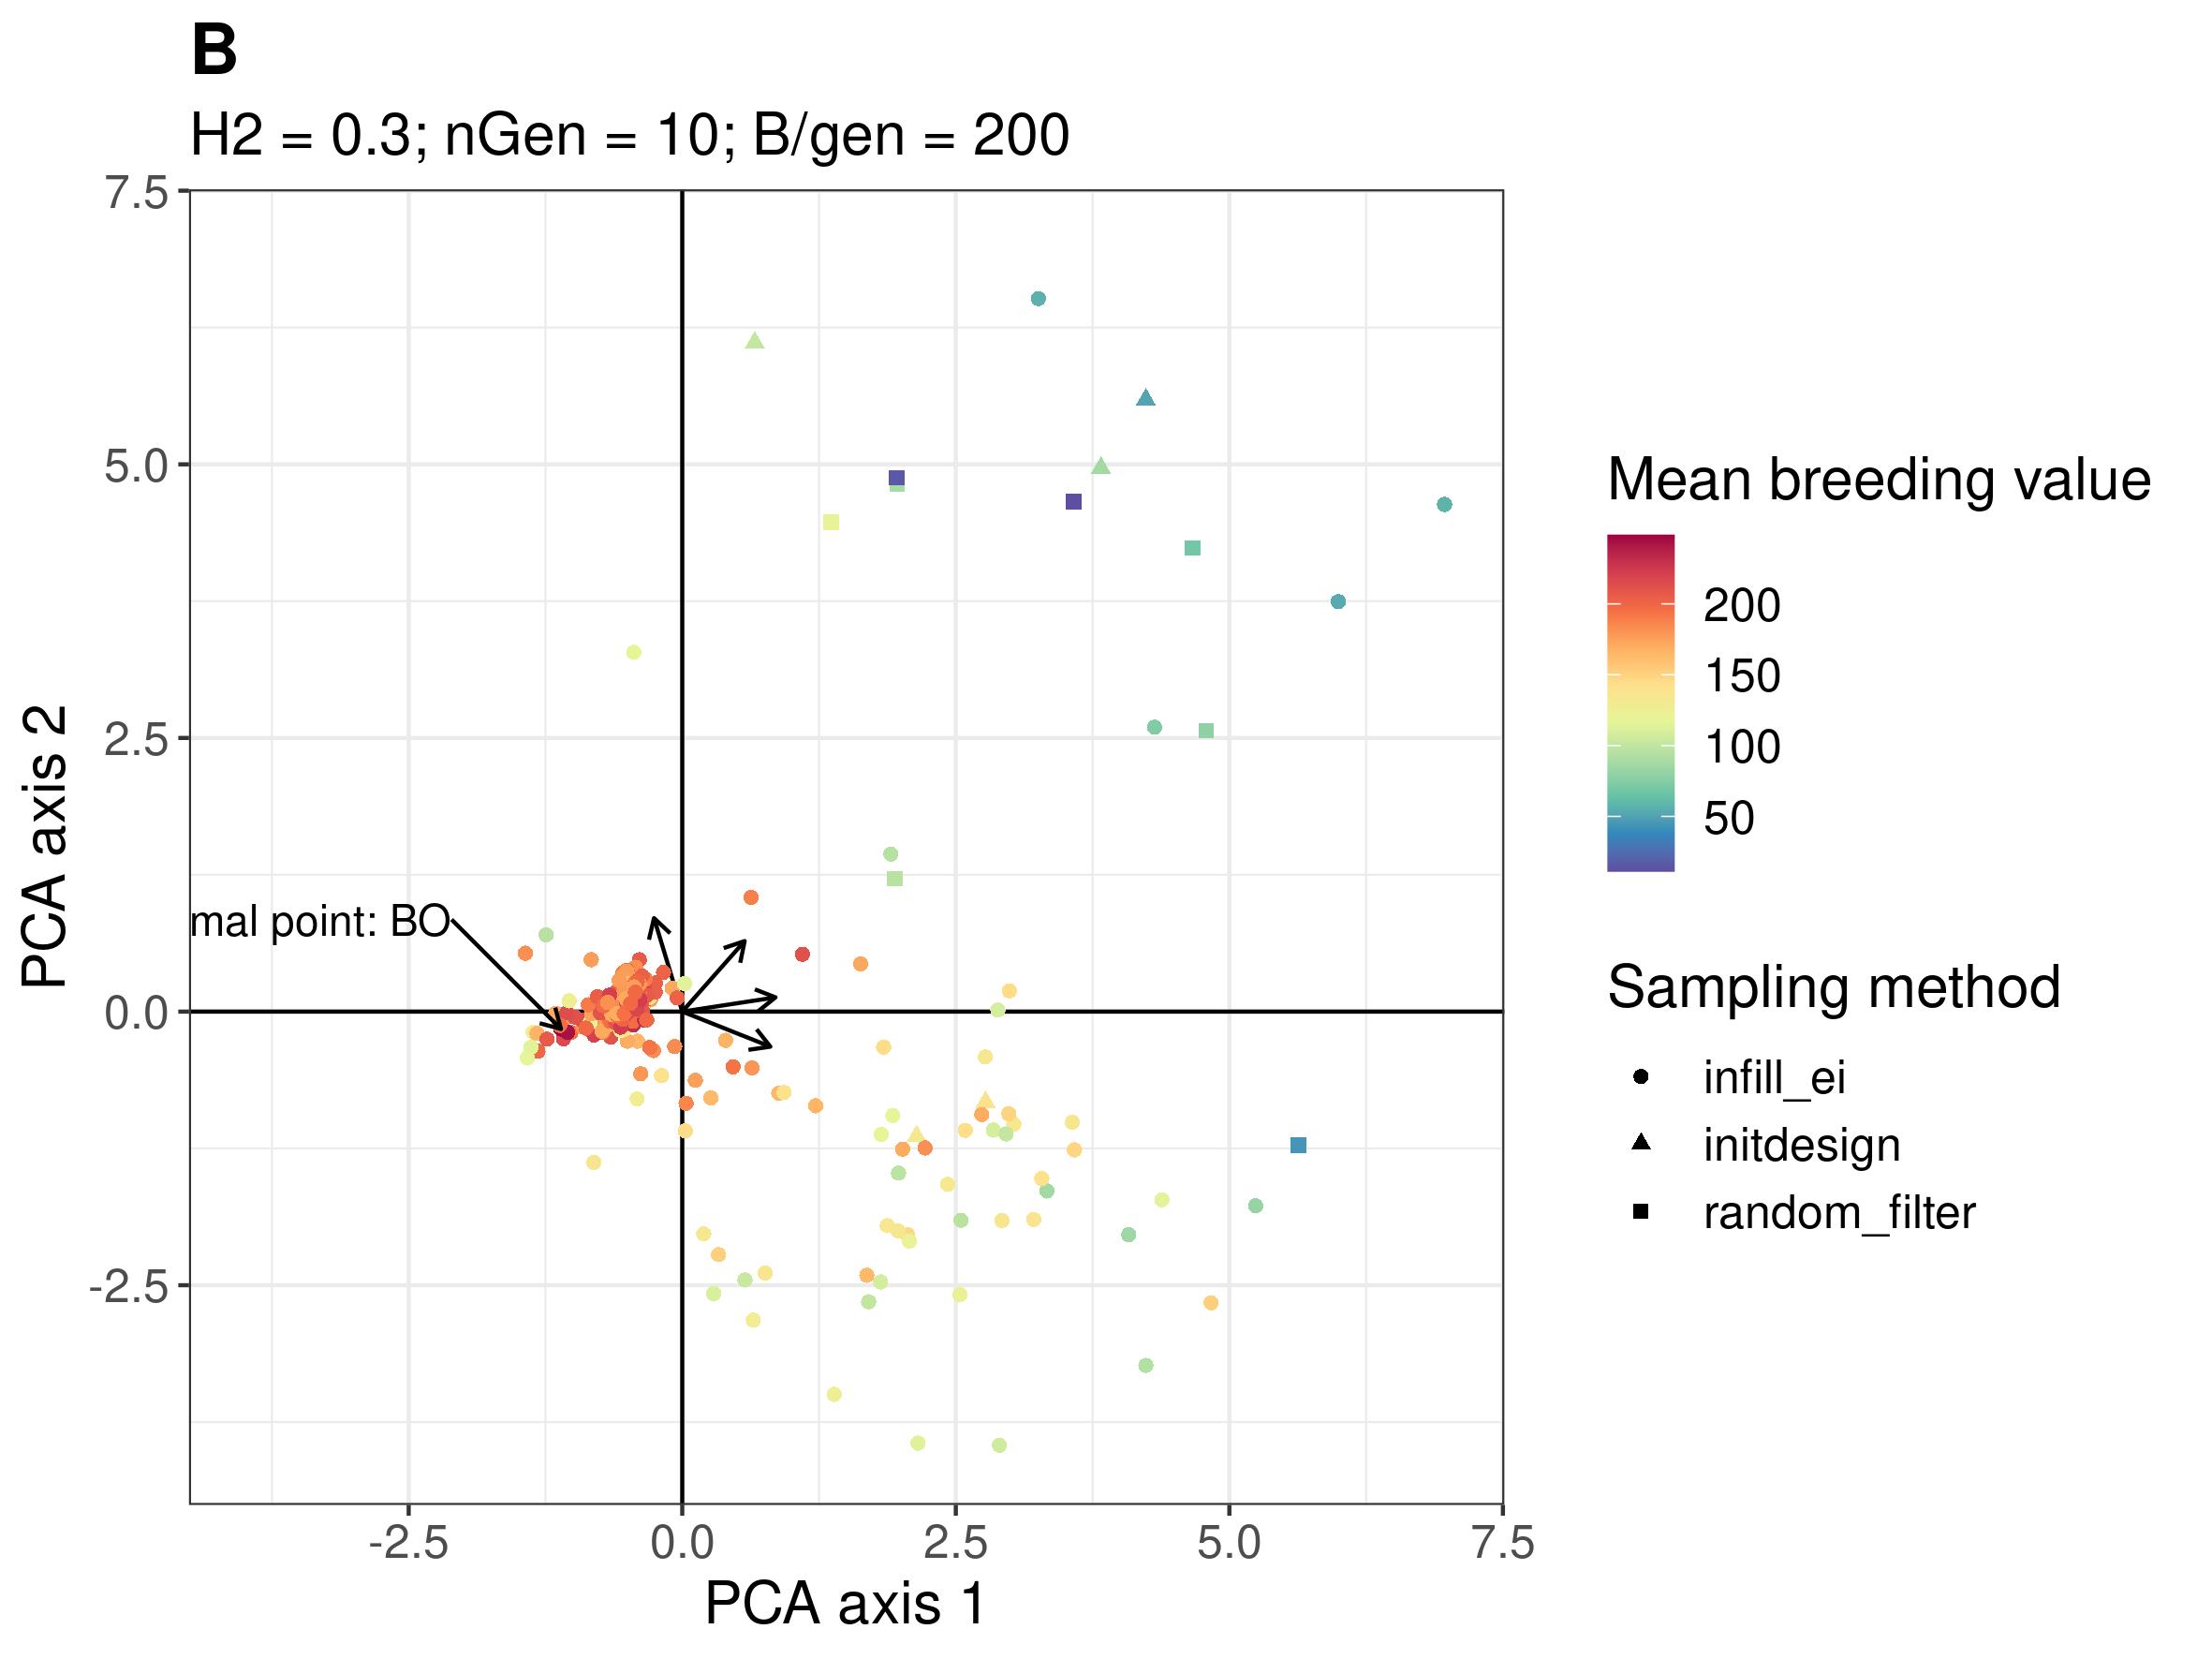 B
H2 = 0.3; nGen = 10; B/gen = 200
7.5
5.0
2.5
0.0
-2.5
PCA axis 2
mal point: BO
-2.5
0.0
2.5
5.0
7.5
PCA axis 1
Mean breeding value
200
150
100
50
Sampling method
infill_ei
initdesign
random_filter